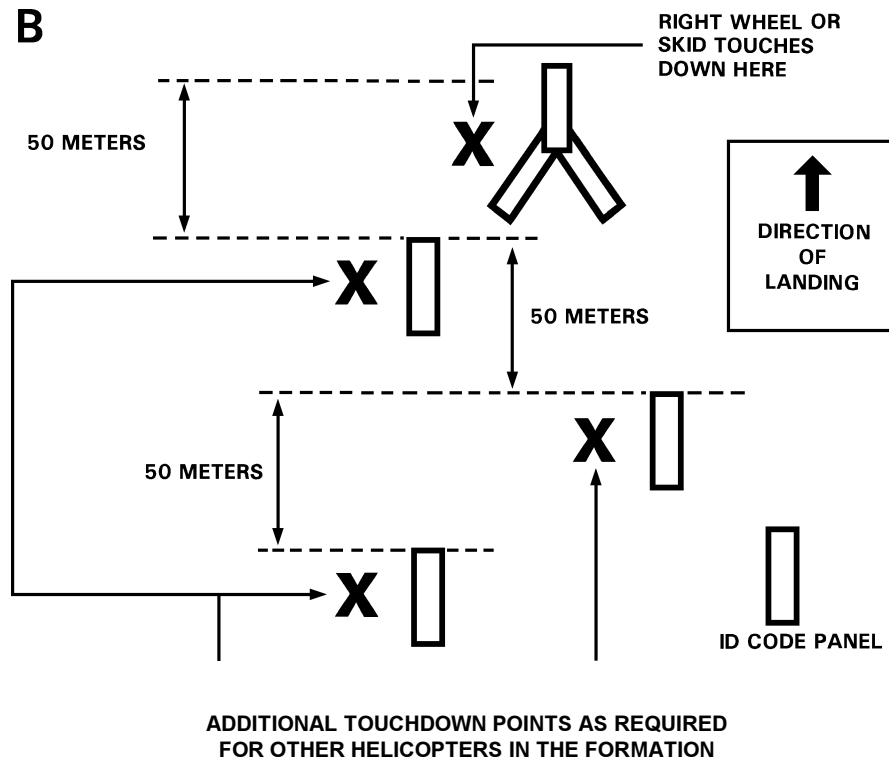 B
RIGHT WHEEL OR
SKID TOUCHES
DOWN HERE
50 METERS
X
DIRECTION
OF
LANDING
X
50 METERS
50 METERS
X
X
ID CODE PANEL
ADDITIONAL TOUCHDOWN POINTS AS REQUIRED
FOR OTHER HELICOPTERS IN THE FORMATION